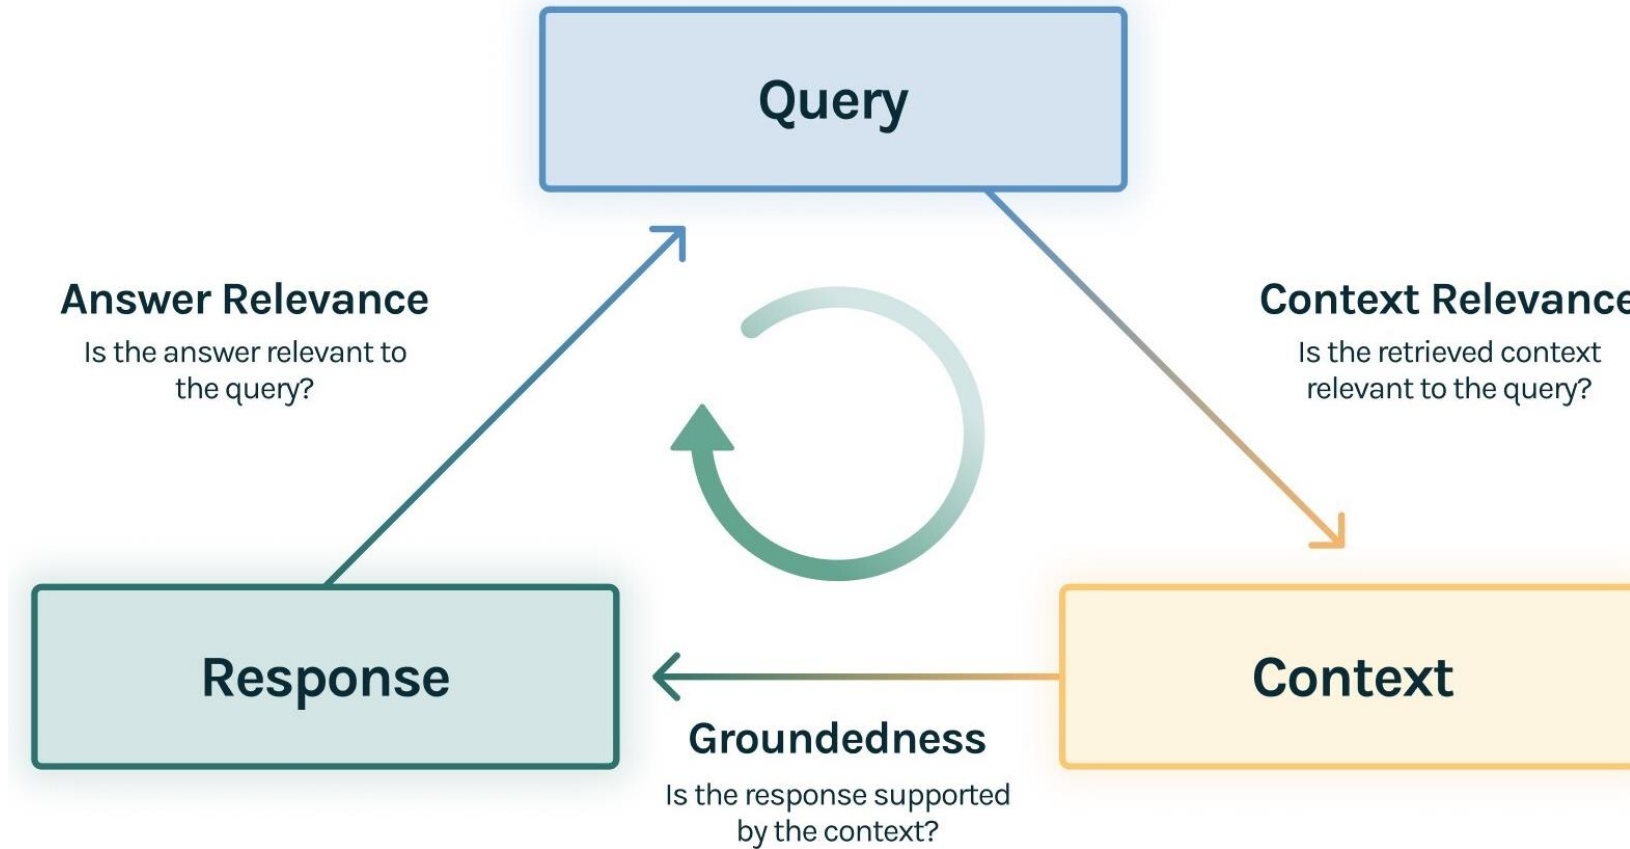 Query
Answer Relevance
Is the answer relevant to
the query?
Context Relevance
Is the retrieved context
relevant to the query?
Response
Context
Groundedness
Is the response supported
by the context?